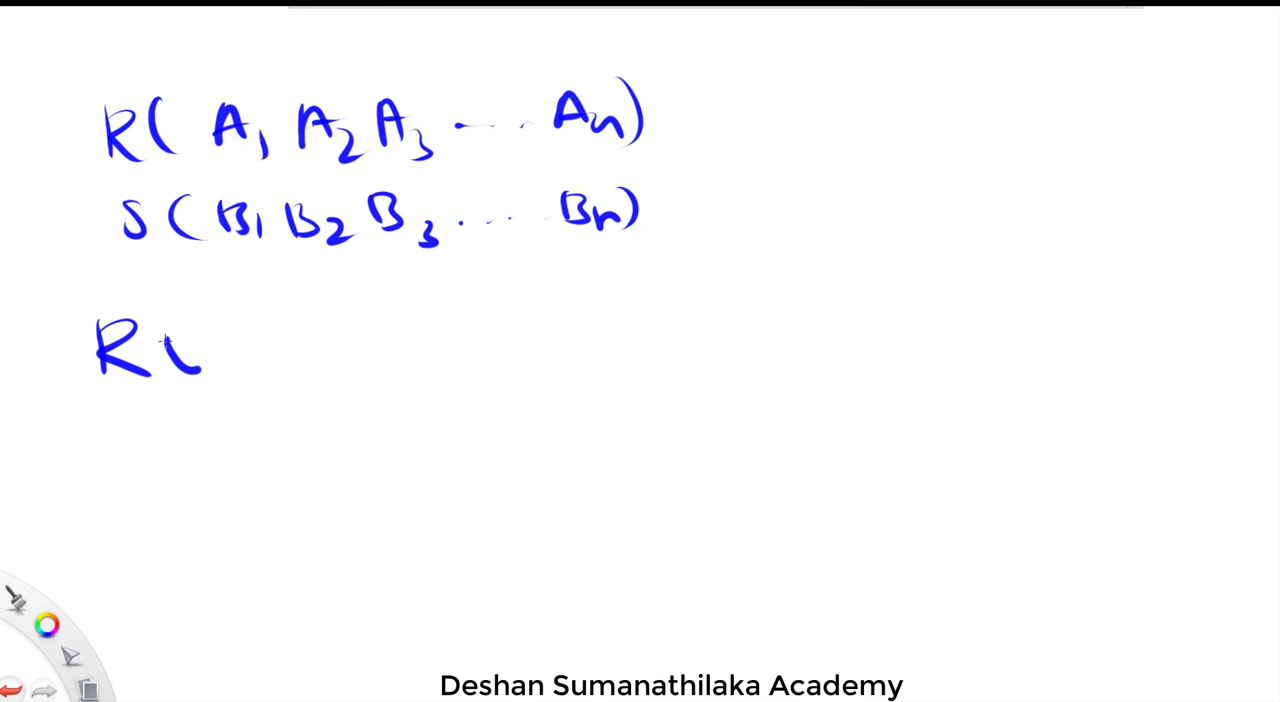 R( A1 A2 A3 ..... An)
S (B1 B2 B3 ..... Bn)
R(
Deshan Sumanathilaka Academy